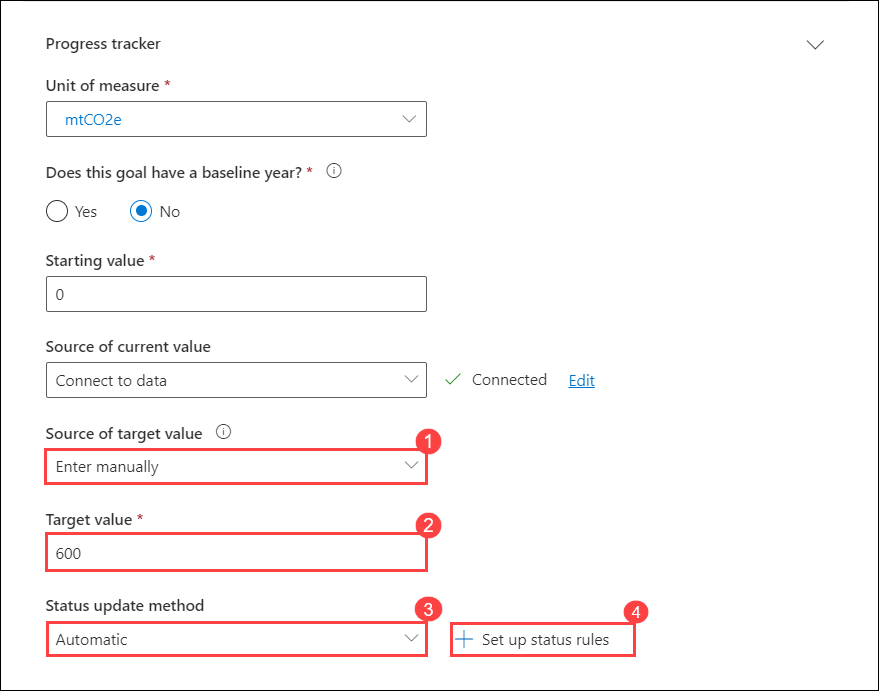 Progress tracker
Unit of measure *
mtCO2e
Does this goal have a baseline year? *
Yes No
Starting value *
0
Source of current value
Connect to data Connected Edit
Source of target value
1
Enter manually
Target value *
2
600
Status update method
3
4
Automatic Set up status rules